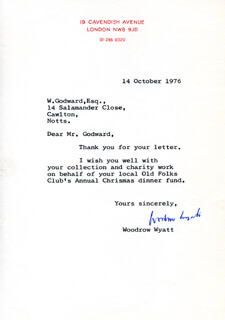 19 CAVENDISH AVENUE
LONDON NW8 9JD
01 286 9020
14 October 1976
W.Godward,Esq.,
14 Salamander Close,
Cawlton,
Notts.
Dear Mr. Godward,
Thank you for your letter.
I wish you well with
your collection and charity work
on behalf of your local Old Folks
Club's Annual Chrismas dinner fund.
Yours sincerely,
Woodrow Wyatt
Woodrow Wyatt